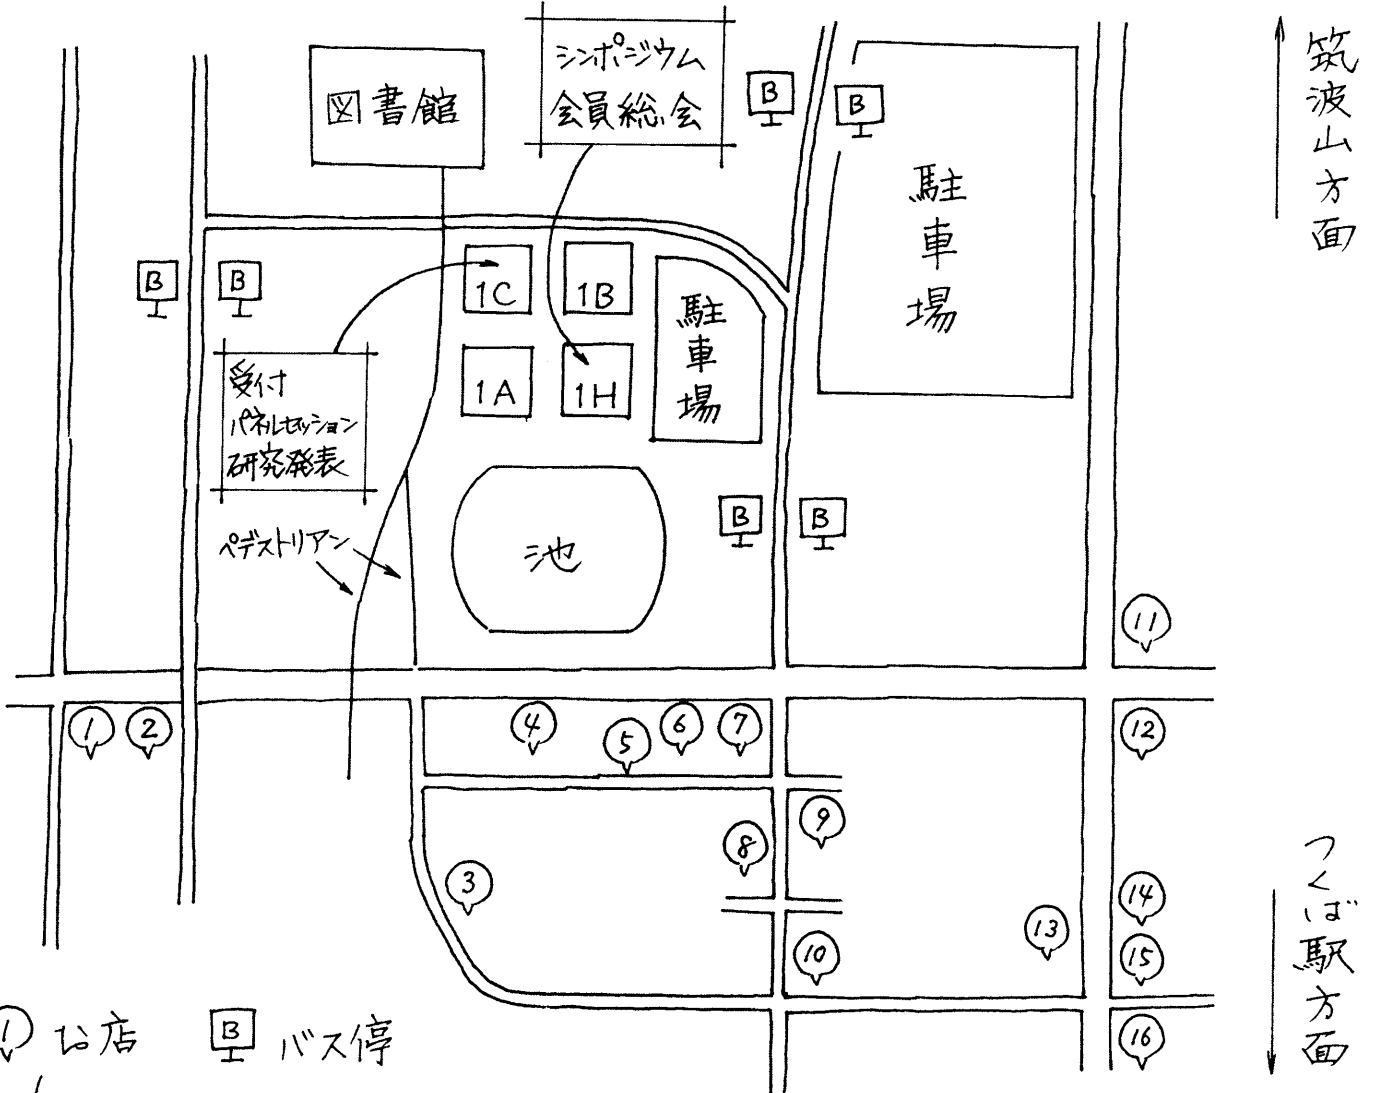 シンポジウム
会員総会
図書館
B
B
筑波山方面
駐車場
B
B
1C
1B
駐車場
1A
1H
受付
パネルセッション
研究発表
B
B
ペデストリアン
池
11
1
2
4
5
6
7
12
9
8
3
14
13
10
15
16
つくば駅方面
1 お店
B バス停